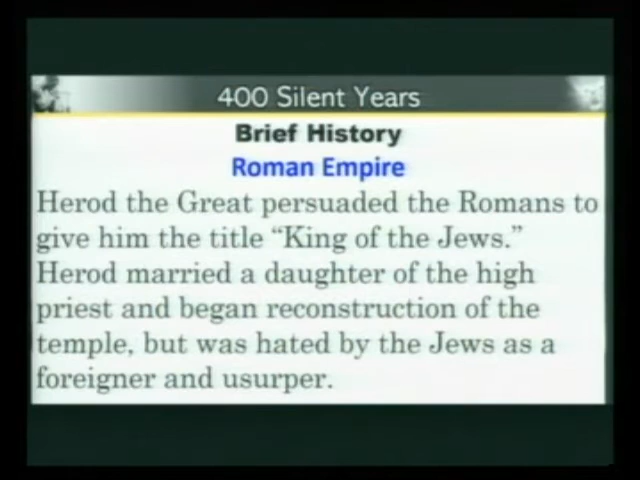 400 Silent Years
Brief History
Roman Empire
Herod the Great persuaded the Romans to
give him the title “King of the Jews.”
Herod married a daughter of the high
priest and began reconstruction of the
temple, but was hated by the Jews as a
foreigner and usurper.